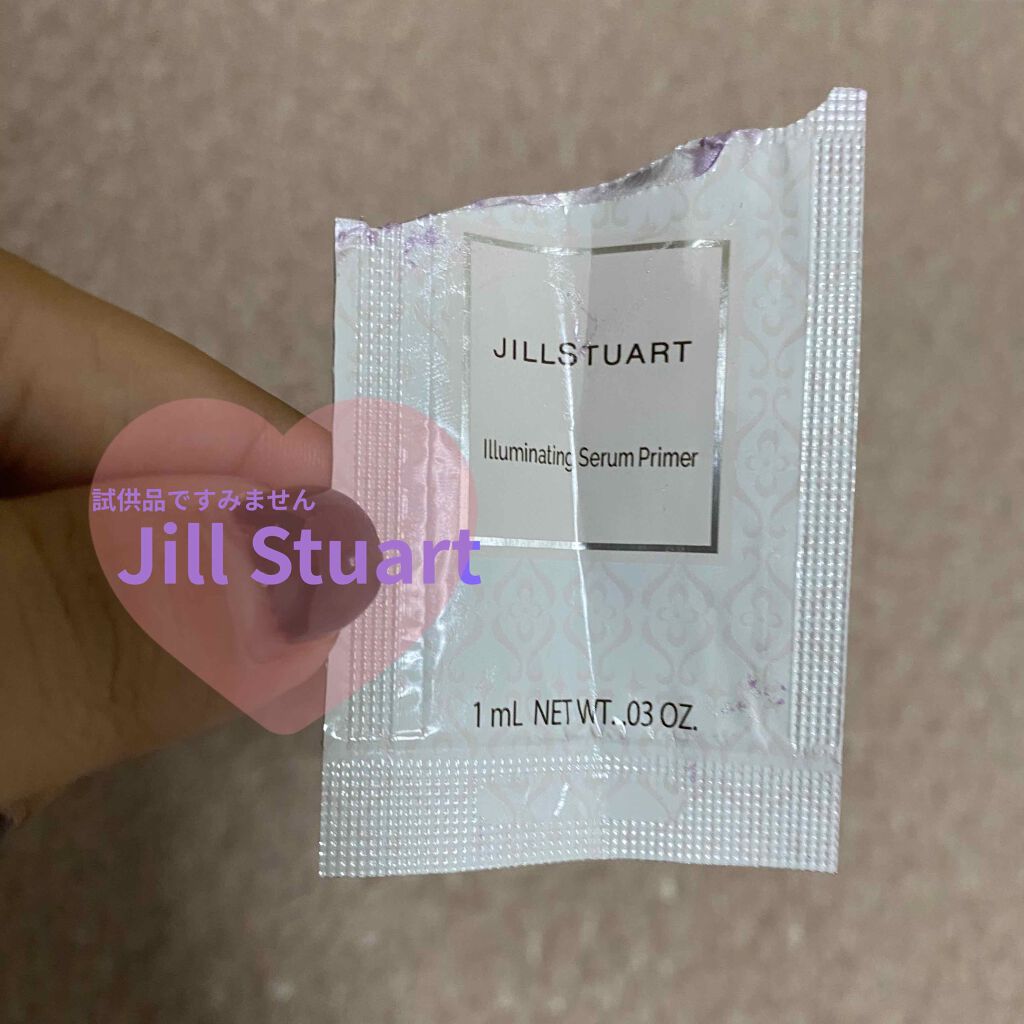 JILLSTUART
Illuminating Serum Primer
試供品ですみません
Jill Stuart
1 mL NET WT. .03 OZ.